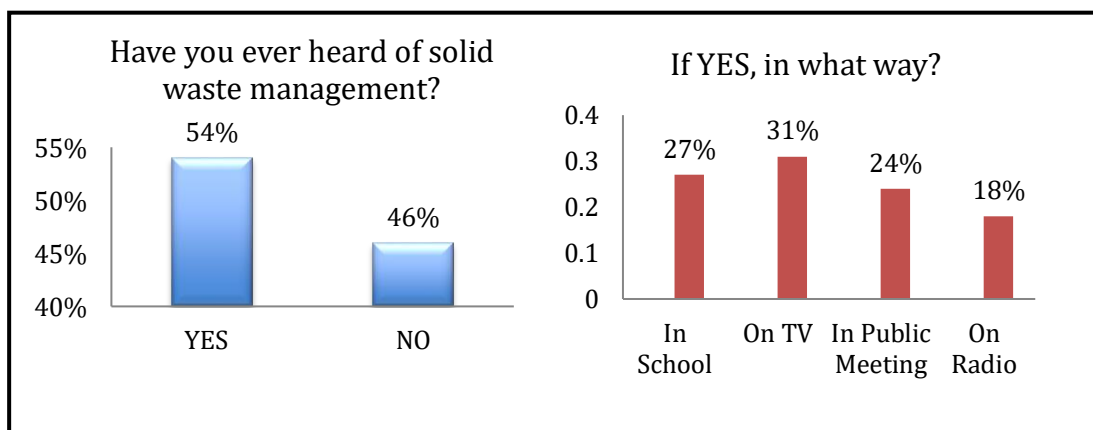 Have you ever heard of solid
waste management?
55%
50%
45%
40%
54%
46%
YES
NO
If YES, in what way?
0.4
0.3
0.2
0.1
0
27%
31%
24%
18%
In
School
On TV
In Public
Meeting
On
Radio